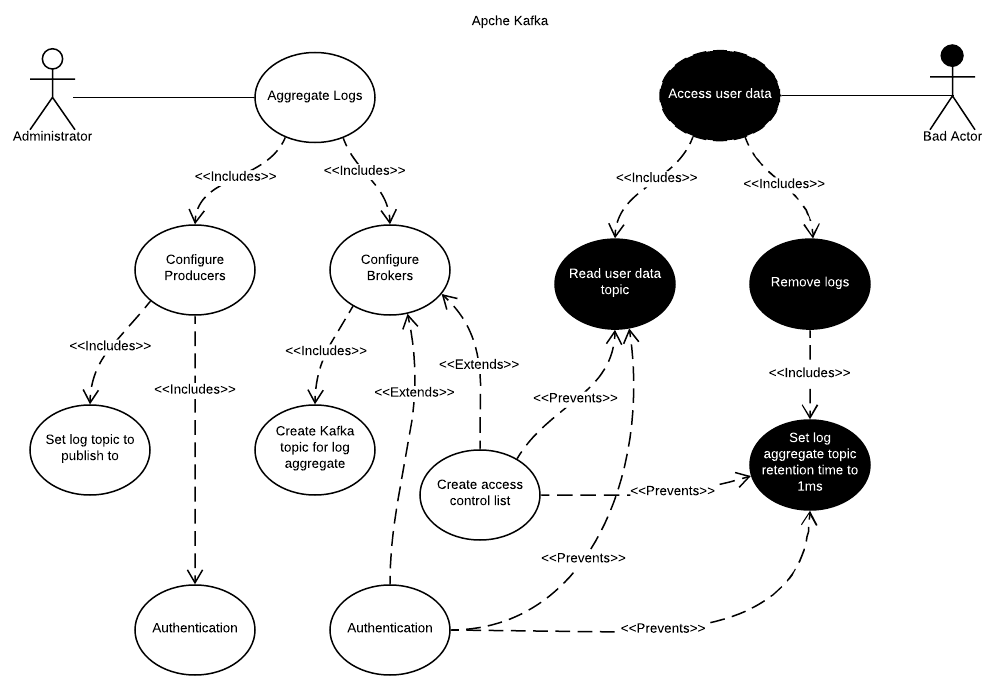 Apche Kafka
Aggregate Logs
Access user data
Administrator
Bad Actor
<<Includes>>
<<Includes>>
<<Includes>>
<<Includes>>
Configure
Producers
Configure
Brokers
Read user data
topic
Remove logs
<<Includes>>
<<Includes>>
<<Extends>>
<<Includes>>
<<Includes>>
<<Extends>>
<<Prevents>>
Set log topic to
publish to
Create Kafka
topic for log
aggregate
Set log
aggregate topic
retention time to
1ms
Create access
control list
<<Prevents>>
<<Prevents>>
Authentication
Authentication
<<Prevents>>